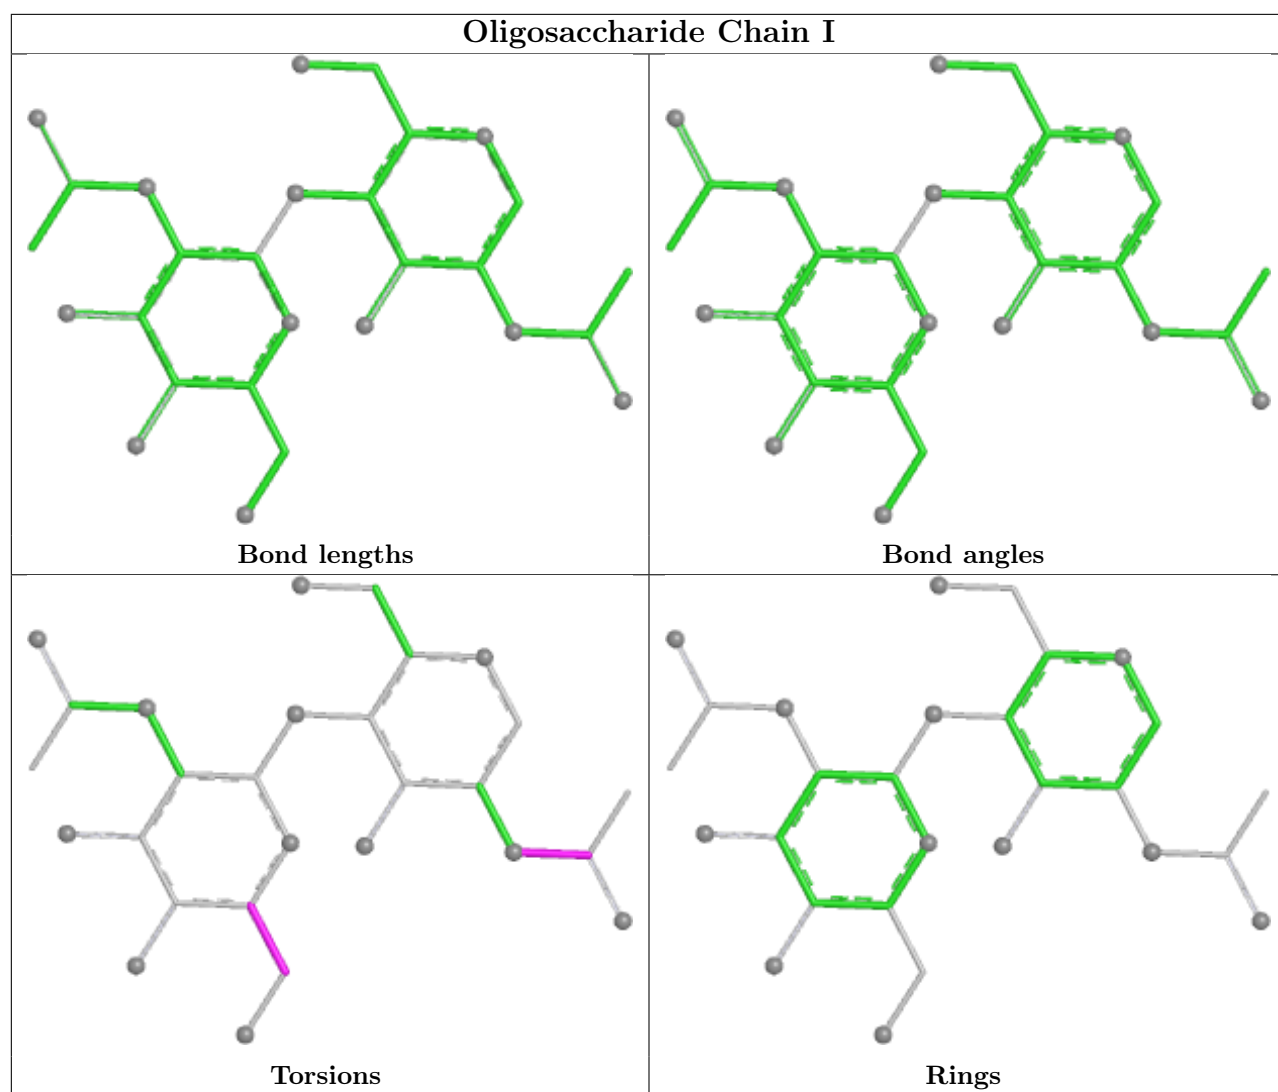 Oligosaccharide Chain I
Bond lengths
Bond angles
Torsions
Rings